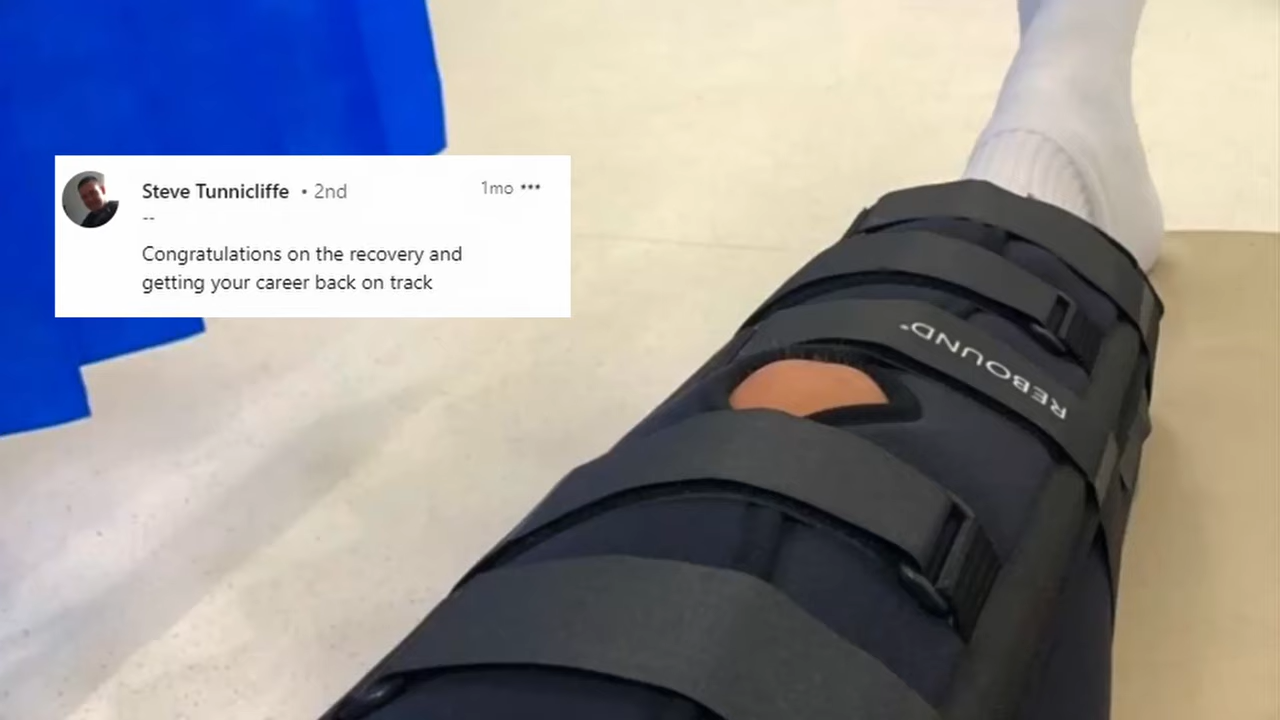 Steve Tunnicliffe • 2nd
1mo •••
--
Congratulations on the recovery and
getting your career back on track
REBOUND®